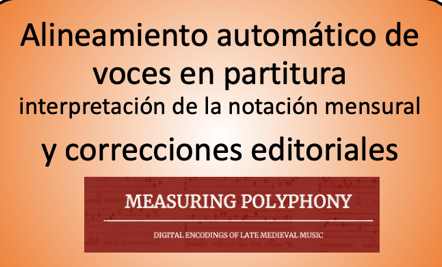 Alineamiento automático de
voces en partitura
interpretación de la notación mensural
y correcciones editoriales
MEASURING POLYPHONY
DIGITAL ENCODINGS OF LATE MEDIEVAL MUSIC